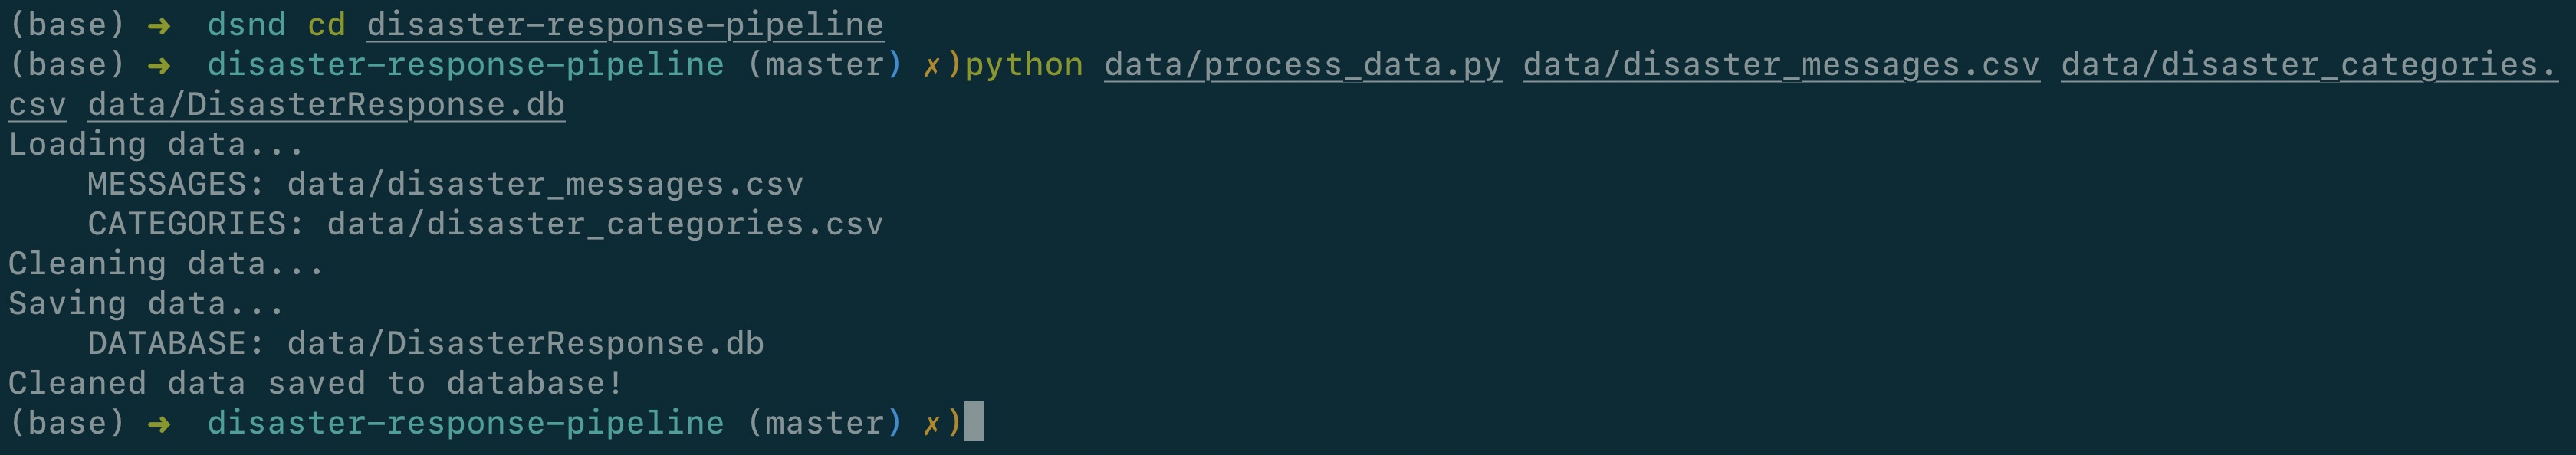 (base) ➜  dsnd cd disaster-response-pipeline
(base) ➜  disaster-response-pipeline (master) ✗)python data/process_data.py data/disaster_messages.csv data/disaster_categories.
csv data/DisasterResponse.db
Loading data...
    MESSAGES: data/disaster_messages.csv
    CATEGORIES: data/disaster_categories.csv
Cleaning data...
Saving data...
    DATABASE: data/DisasterResponse.db
Cleaned data saved to database!
(base) ➜  disaster-response-pipeline (master) ✗)